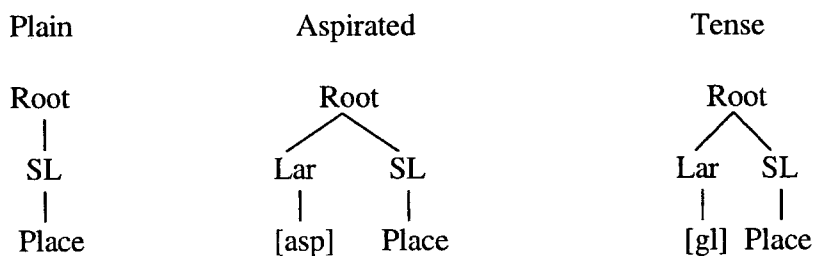 Plain Aspirated Tense
Root Root Root
SL Lar SL Lar SL
Place [asp] Place [gl] Place